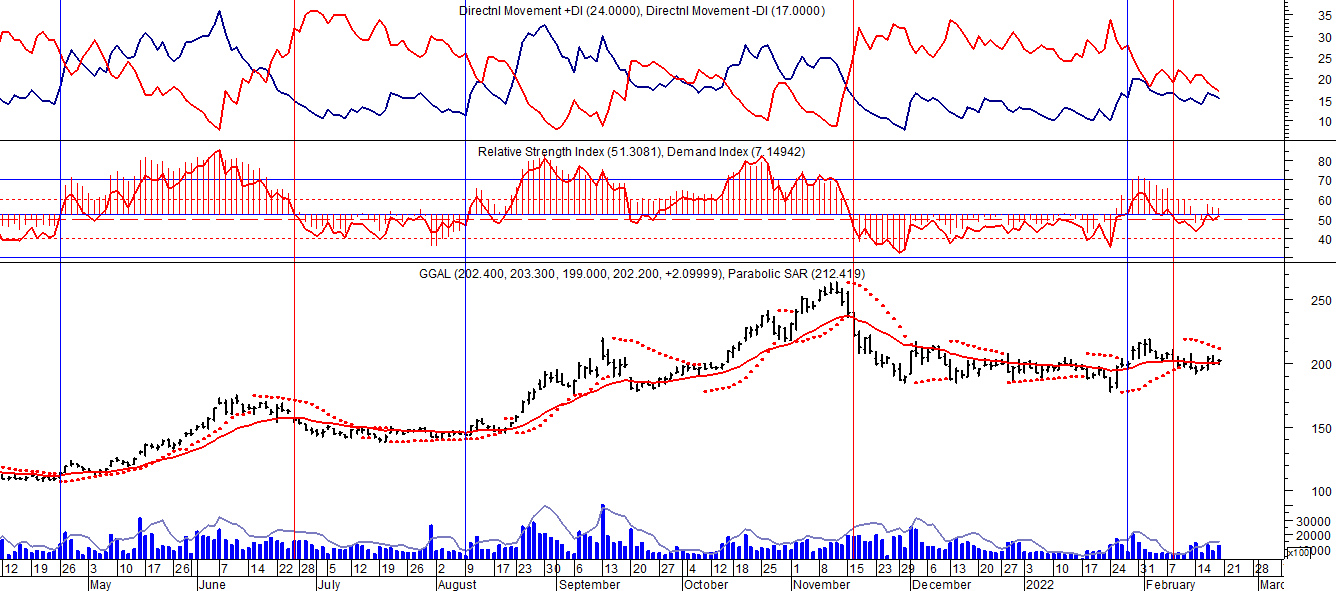 Directnl Movement +DI (24.0000), Directnl Movement -DI (17.0000)
35
30
25
20
15
10
Relative Strength Index (51.3081), Demand Index (7.14942)
80
70
60
50
40
GGAL (202.400, 203.300, 199.000, 202.200, +2.09999), Parabolic SAR (212.419)
250
200
150
100
30000
20000
x100
12 19 26 3 10 17 26 1 7 14 22 28 5 12 19 26 2 9 17 23 30 6 13 20 27 4 12 18 25 1 8 15 23 29 6 13 20 27 3 10 17 24 31 7 14 21 28
May June July August September October November December 2022 February Marc